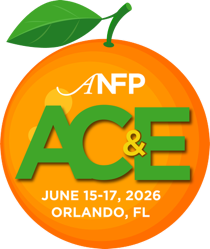 ANFP
AC&E
JUNE 15-17, 2026
ORLANDO, FL